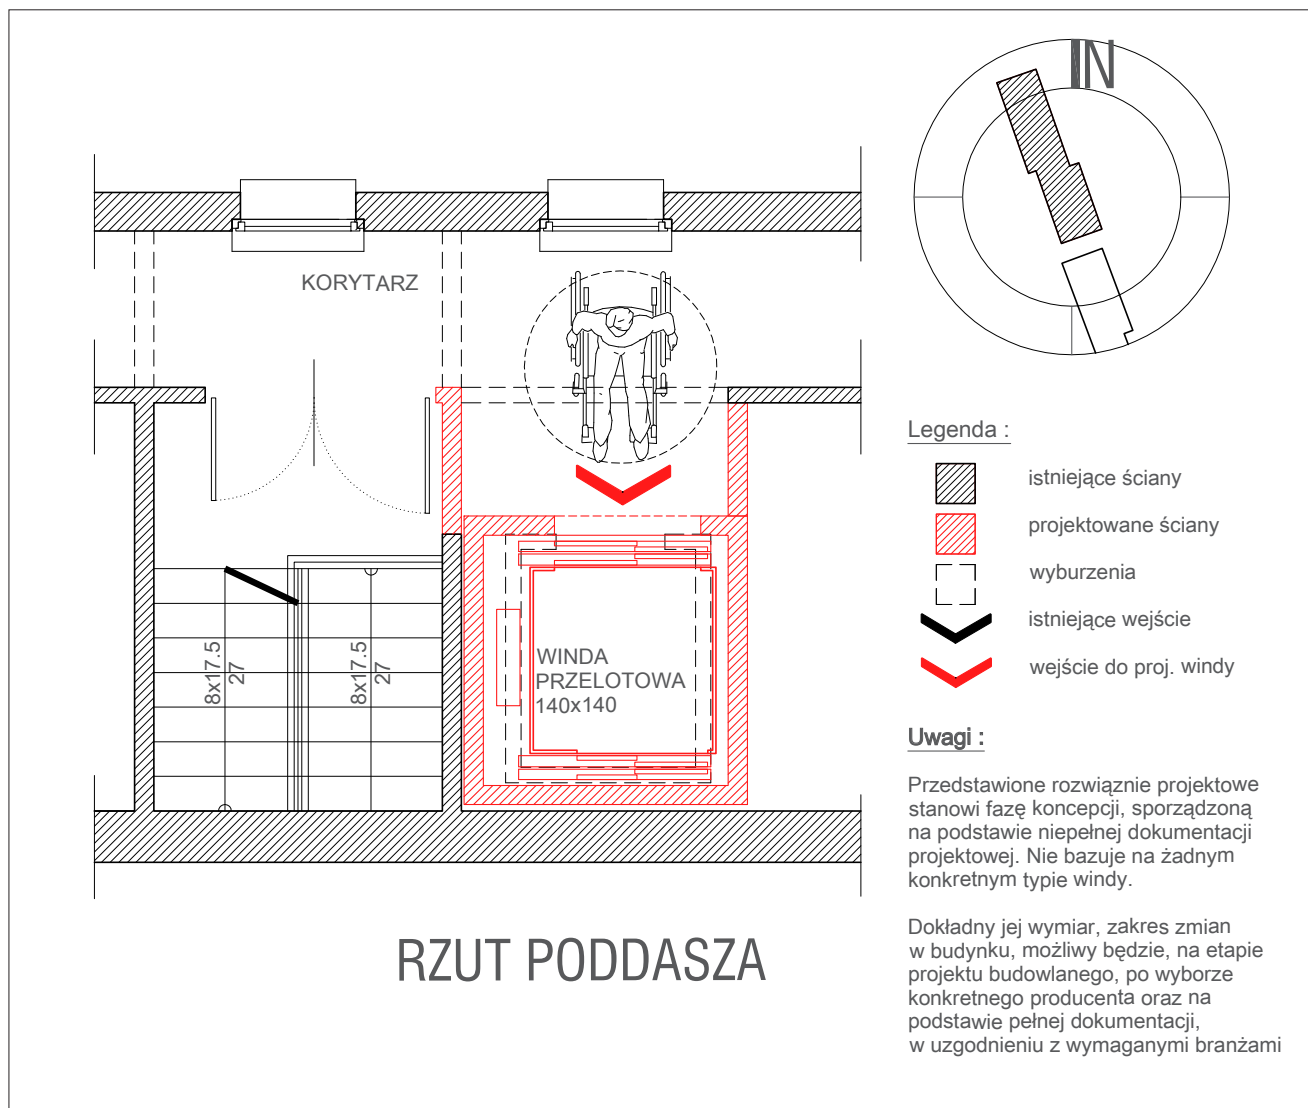 N
KORYTARZ
Legenda :
istniejące ściany
projektowane ściany
wyburzenia
istniejące wejście
wejście do proj. windy
8x17.5
27
8x17.5
27
WINDA
PRZELOTOWA
140x140
Uwagi :
Przedstawione rozwiąznie projektowe
stanowi fazę koncepcji, sporządzoną
na podstawie niepełnej dokumentacji
projektowej. Nie bazuje na żadnym
konkretnym typie windy.
Dokładny jej wymiar, zakres zmian
w budynku, możliwy będzie, na etapie
projektu budowlanego, po wyborze
konkretnego producenta oraz na
podstawie pełnej dokumentacji,
w uzgodnieniu z wymaganymi branżami
RZUT PODDASZA